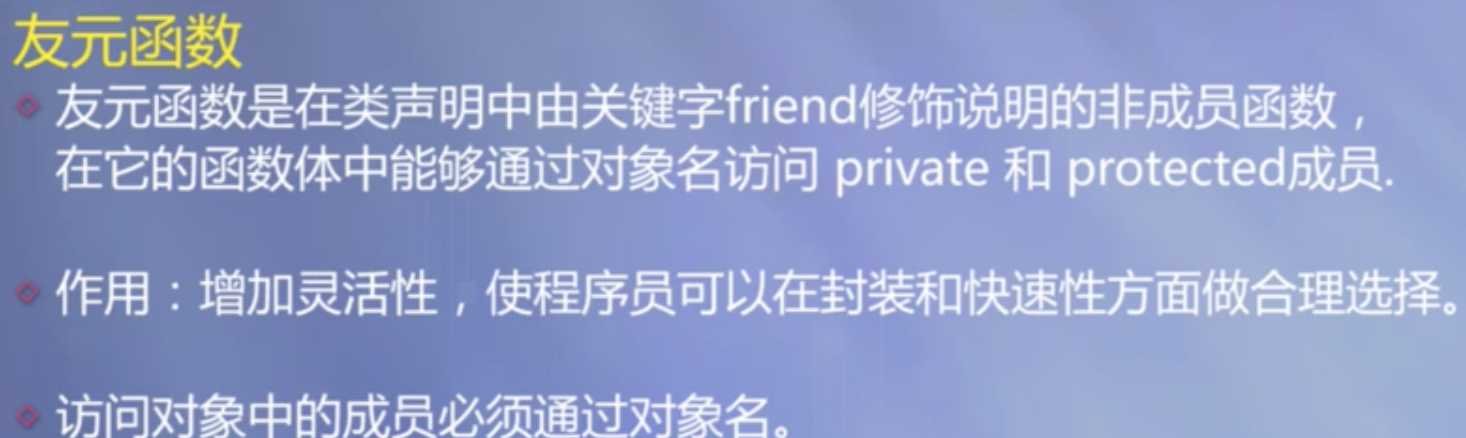 友元函数
友元函数是在类声明中由关键字friend修饰说明的非成员函数，
在它的函数体中能够通过对象名访问 private 和 protected成员.
作用：增加灵活性，使程序员可以在封装和快速性方面做合理选择。
访问对象中的成员必须通过对象名。